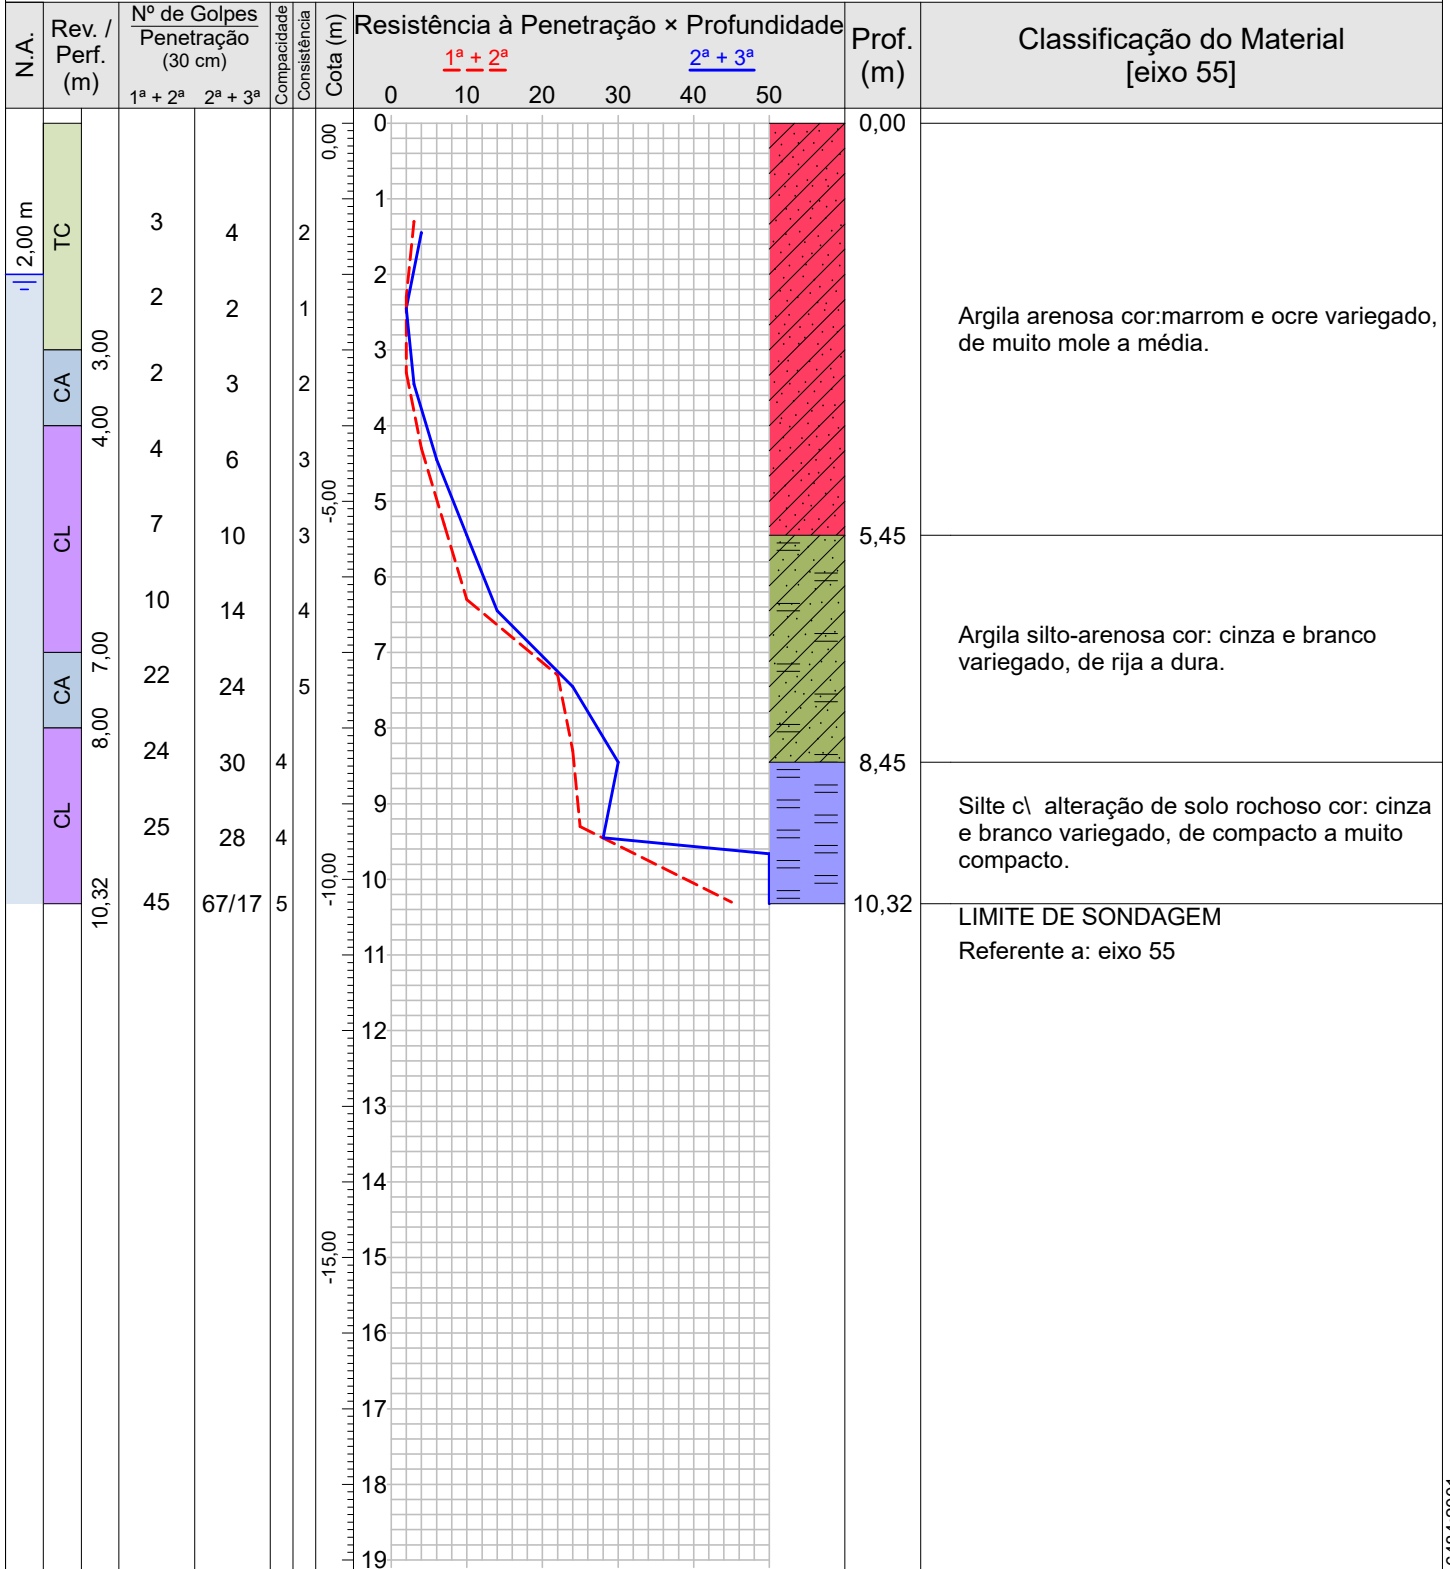 N.A.
Rev. /
Perf.
(m)
Nº de Golpes
Penetração
(30 cm)
1ª + 2ª 2ª + 3ª
Compacidade
Consistência
Cota (m)
Resistência à Penetração × Profundidade
1ª + 2ª 2ª + 3ª
0 10 20 30 40 50
Prof.
(m)
Classificação do Material
[eixo 55]
2,00 m
TC
3,00
CA
4,00
CL
7,00
CA
8,00
CL
10,32
3 4 2
2 2 1
2 3 2
4 6 3
7 10 3
10 14 4
22 24 5
24 30 4
25 28 4
45 67/17 5
0,00
-5,00
-10,00
-15,00
0
1
2
3
4
5
6
7
8
9
10
11
12
13
14
15
16
17
18
19
0,00
Argila arenosa cor:marrom e ocre variegado,
de muito mole a média.
5,45
Argila silto-arenosa cor: cinza e branco
variegado, de rija a dura.
8,45
Silte c\ alteração de solo rochoso cor: cinza
e branco variegado, de compacto a muito
compacto.
10,32
LIMITE DE SONDAGEM
Referente a: eixo 55